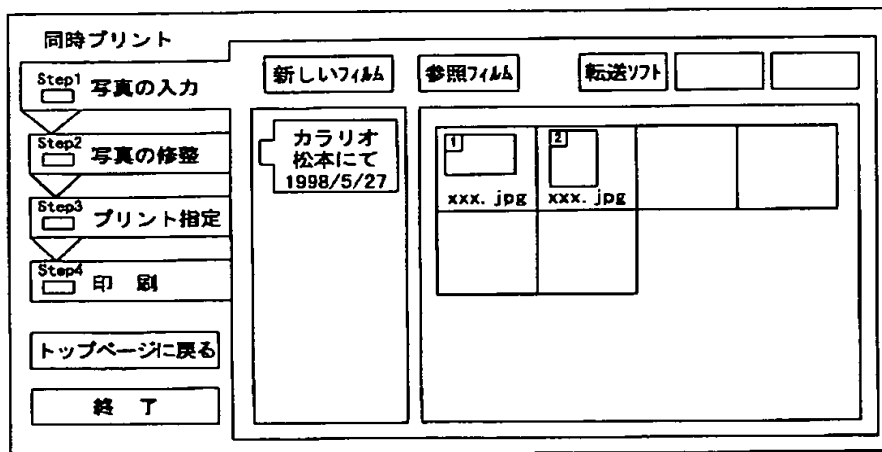 同時プリント
Step1 写真の入力
Step2 写真の修整
Step3 プリント指定
Step4 印 刷
トップページに戻る
終 了
新しいフィルム
参照フィルム
転送ソフト
カラリオ
松本にて
1998/5/27
1
xxx. jpg
2
xxx. jpg